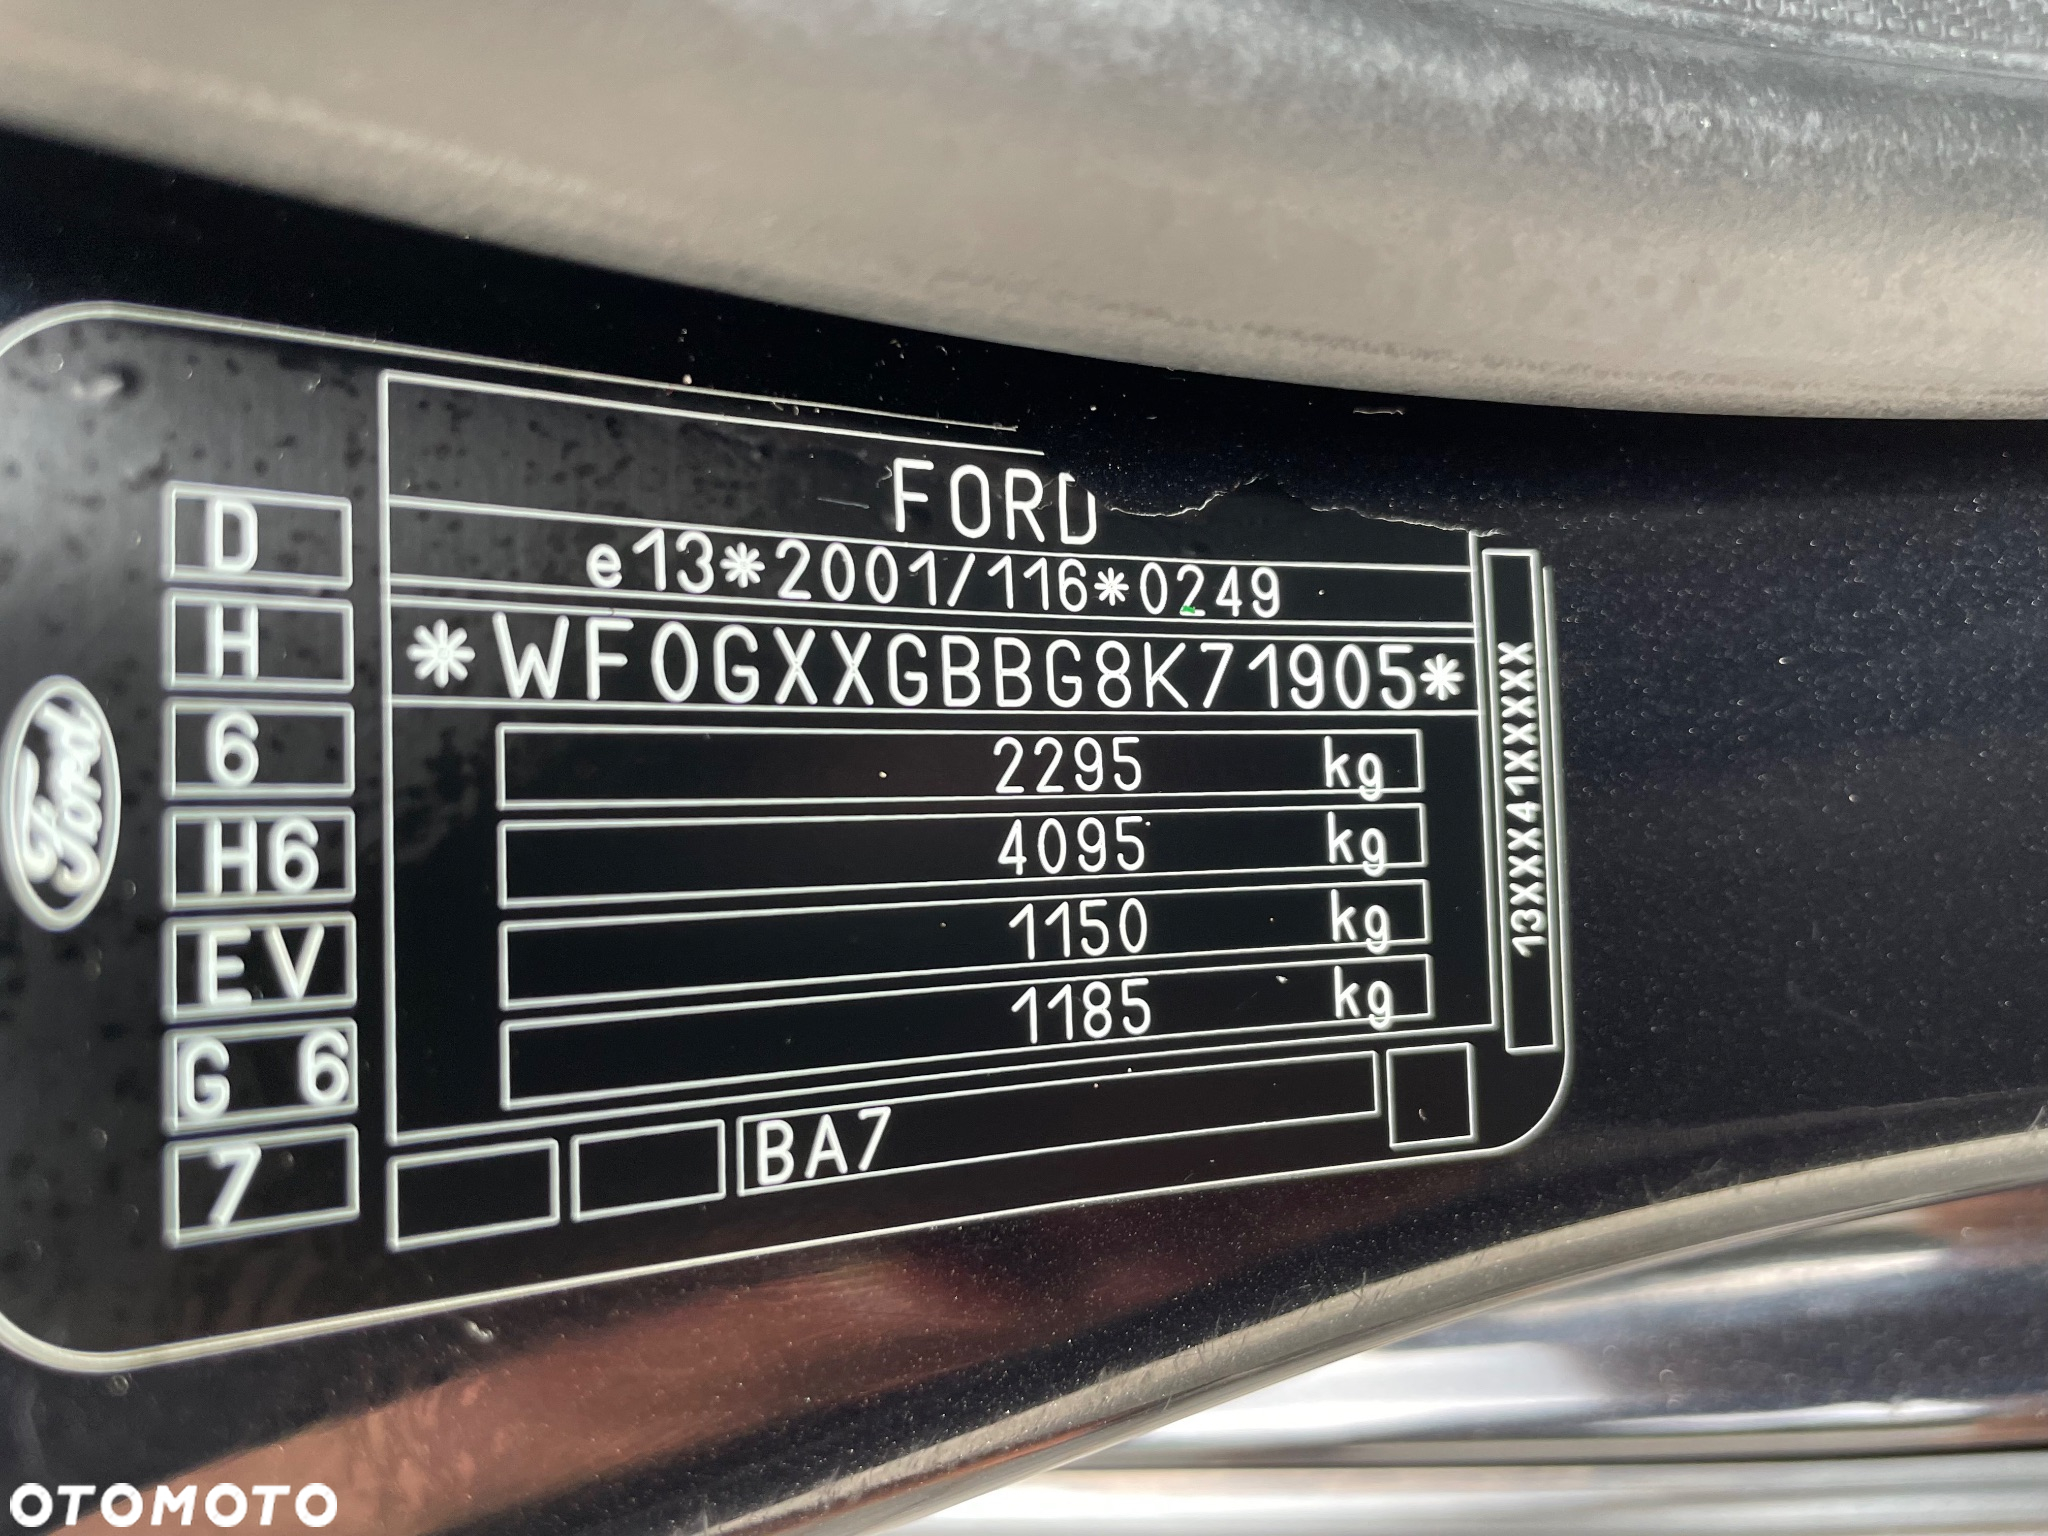 FORD
e13*2001/116*0249
*WF0GXXGBBG8K71905*
2295 kg
4095 kg
1150 kg
1185 kg
BA7
D
H
6
H6
EV
G 6
7
Ford
13XXX41XXXXX
OTOMOTO